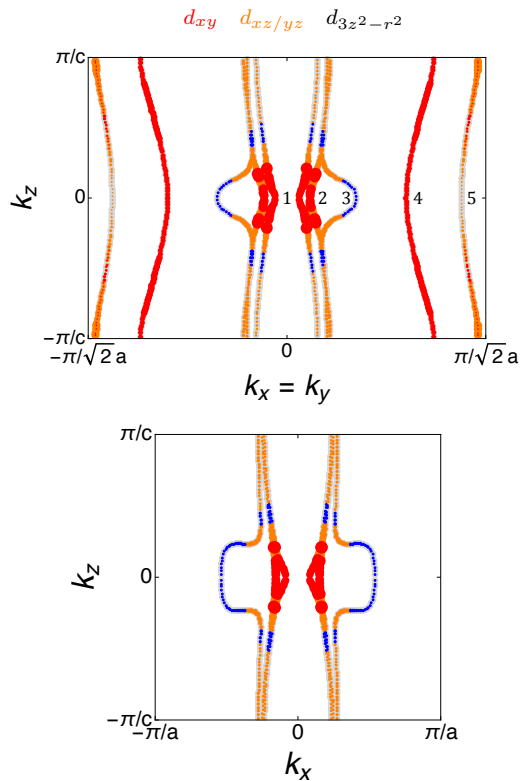 d_{xy} d_{xz/yz} d_{3z^2-r^2}
π/c
k_z
0
1 2 3 4 5
-π/c
-π/√2 a 0 π/√2 a
k_x = k_y
π/c
k_z
0
-π/c
-π/a 0 π/a
k_x